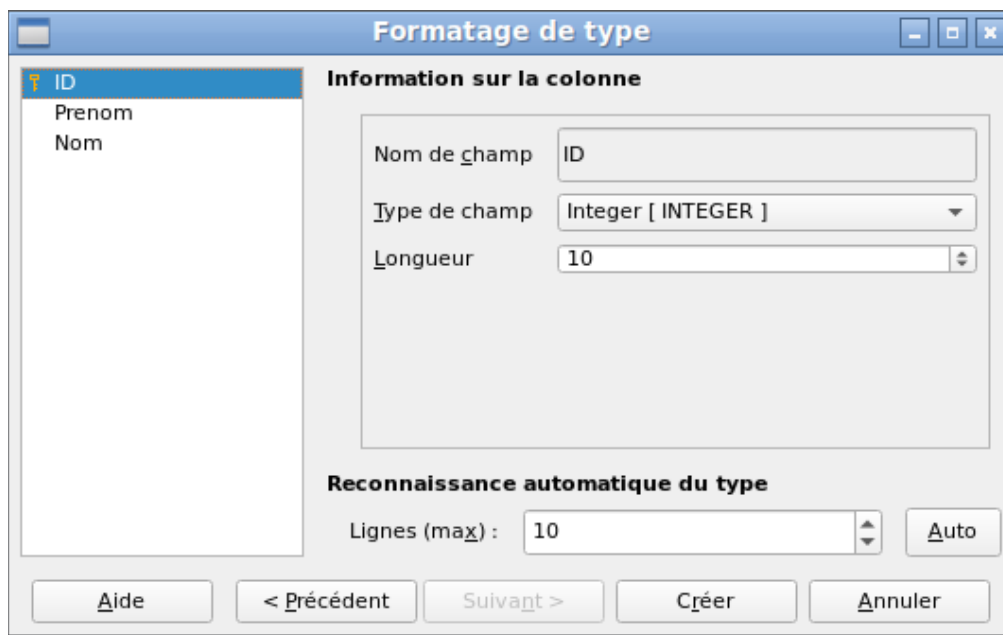 Formatage de type
ID
Prenom
Nom
Information sur la colonne
Nom de champ ID
Type de champ Integer [ INTEGER ]
Longueur 10
Reconnaissance automatique du type
Lignes (max) : 10 Auto
Aide < Précédent Suivant > Créer Annuler